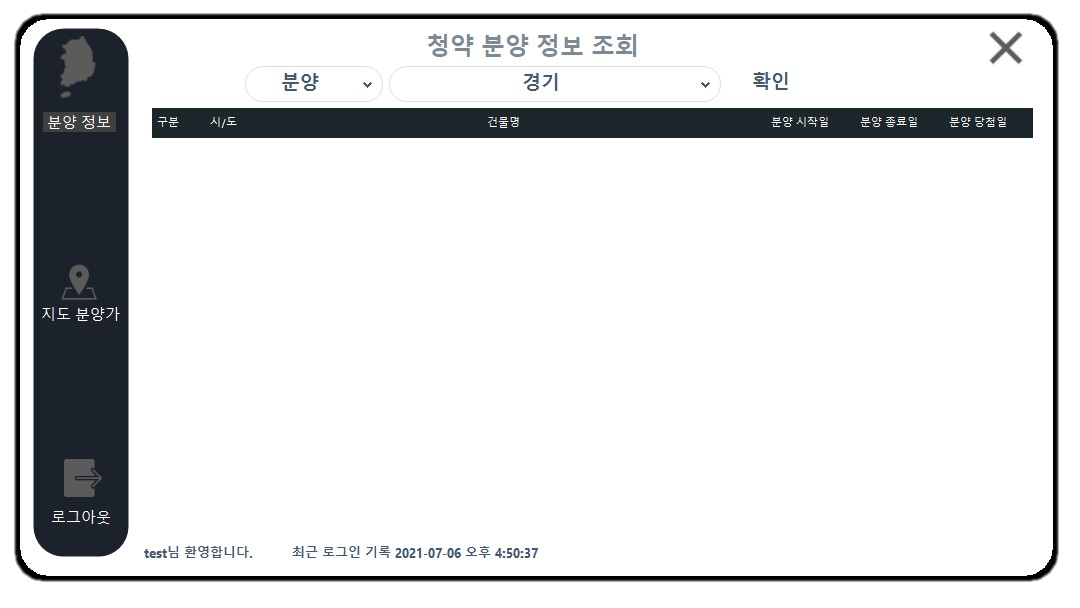 청약 분양 정보 조회
분양 경기 확인
구분 시/도 건물명 분양 시작일 분양 종료일 분양 당첨일
분양 정보
지도 분양가
로그아웃
test님 환영합니다. 최근 로그인 기록 2021-07-06 오후 4:50:37